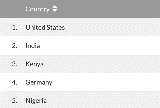 Country
1. United States
2. India
3. Kenya
4. Germany
5. Nigeria